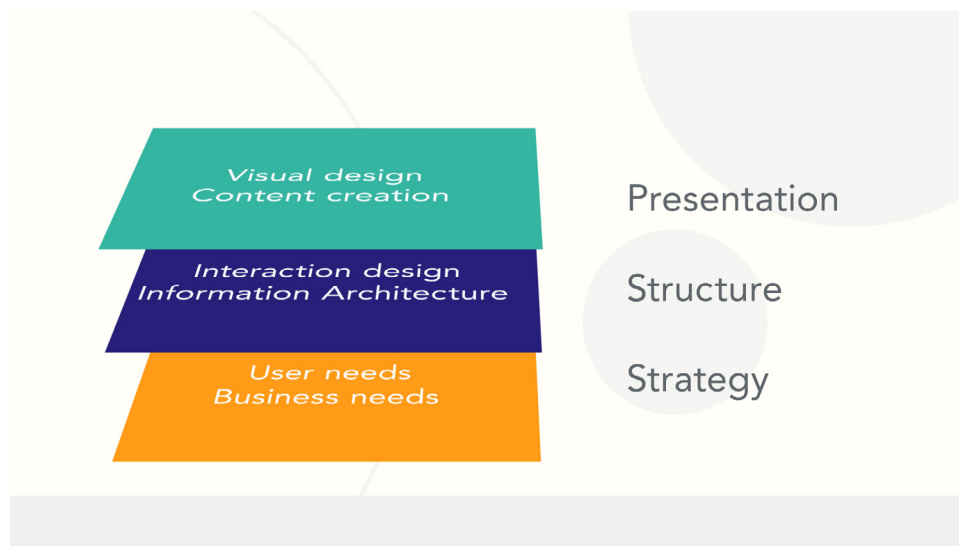 Visual design
Content creation
Presentation
Interaction design
Information Architecture
Structure
User needs
Business needs
Strategy